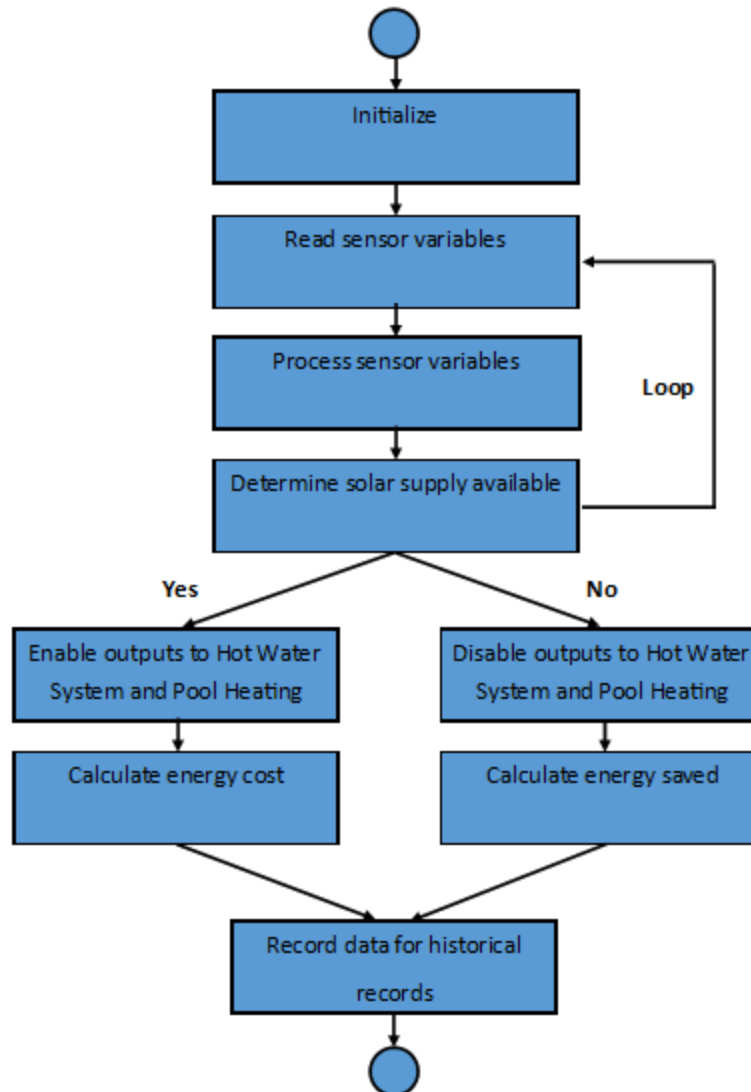 Initialize
Read sensor variables
Process sensor variables
Loop
Determine solar supply available
Yes
No
Enable outputs to Hot Water
System and Pool Heating
Disable outputs to Hot Water
System and Pool Heating
Calculate energy cost
Calculate energy saved
Record data for historical
records